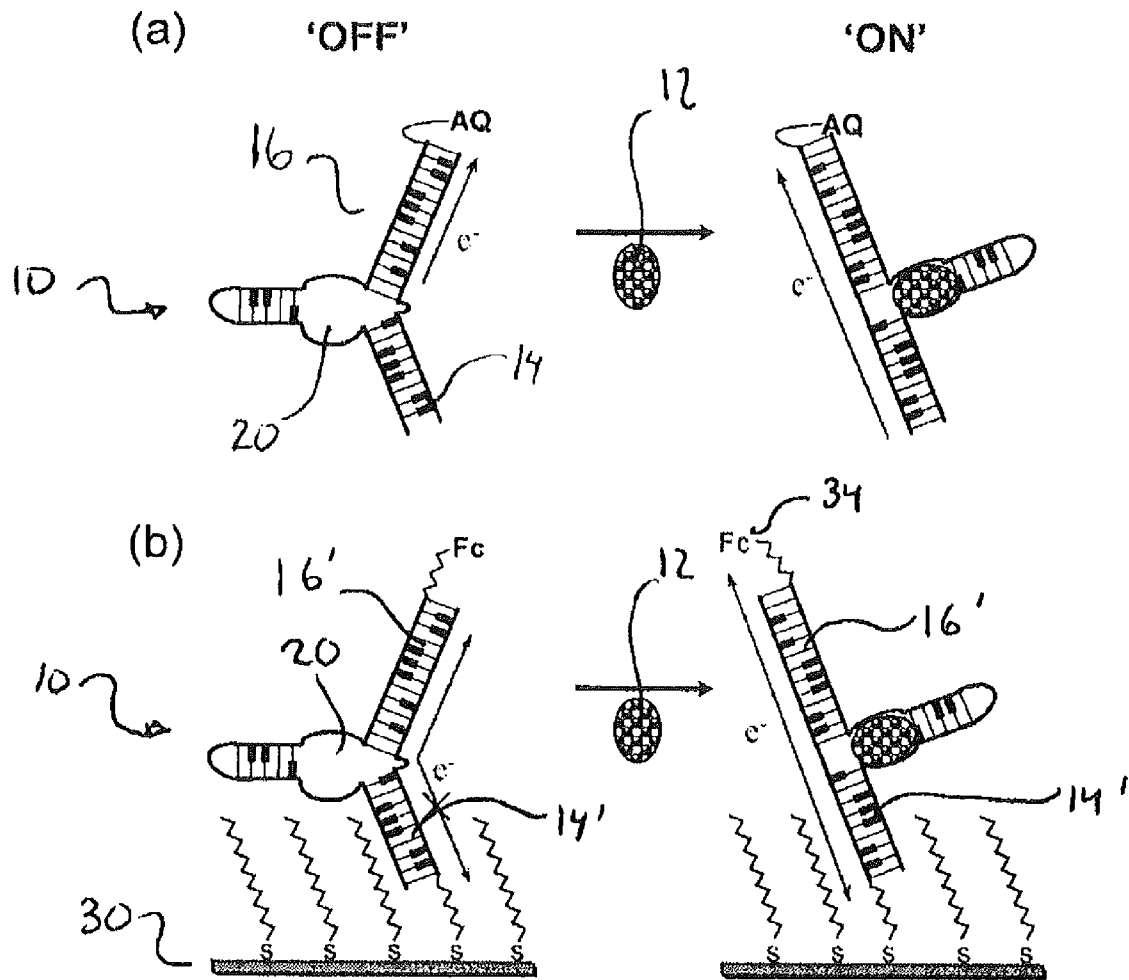 (a) 'OFF' 'ON'
12
AQ AQ
16
e- e-
10
14
20
(b) 34
Fc Fc
16' 12
20 16'
10
e- e-
14' 14'
30
S S S S S S S S S S